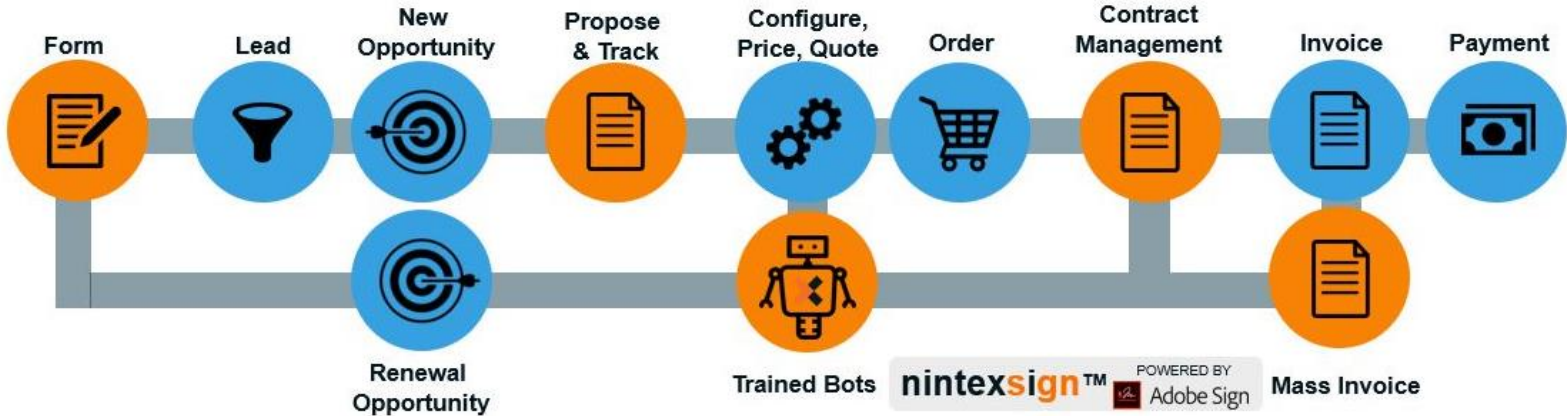 Form
Lead
New
Opportunity
Propose
& Track
Configure,
Price, Quote
Order
Contract
Management
Invoice
Payment
Renewal
Opportunity
Trained Bots
nintexsign™
POWERED BY
Adobe Sign
Mass Invoice